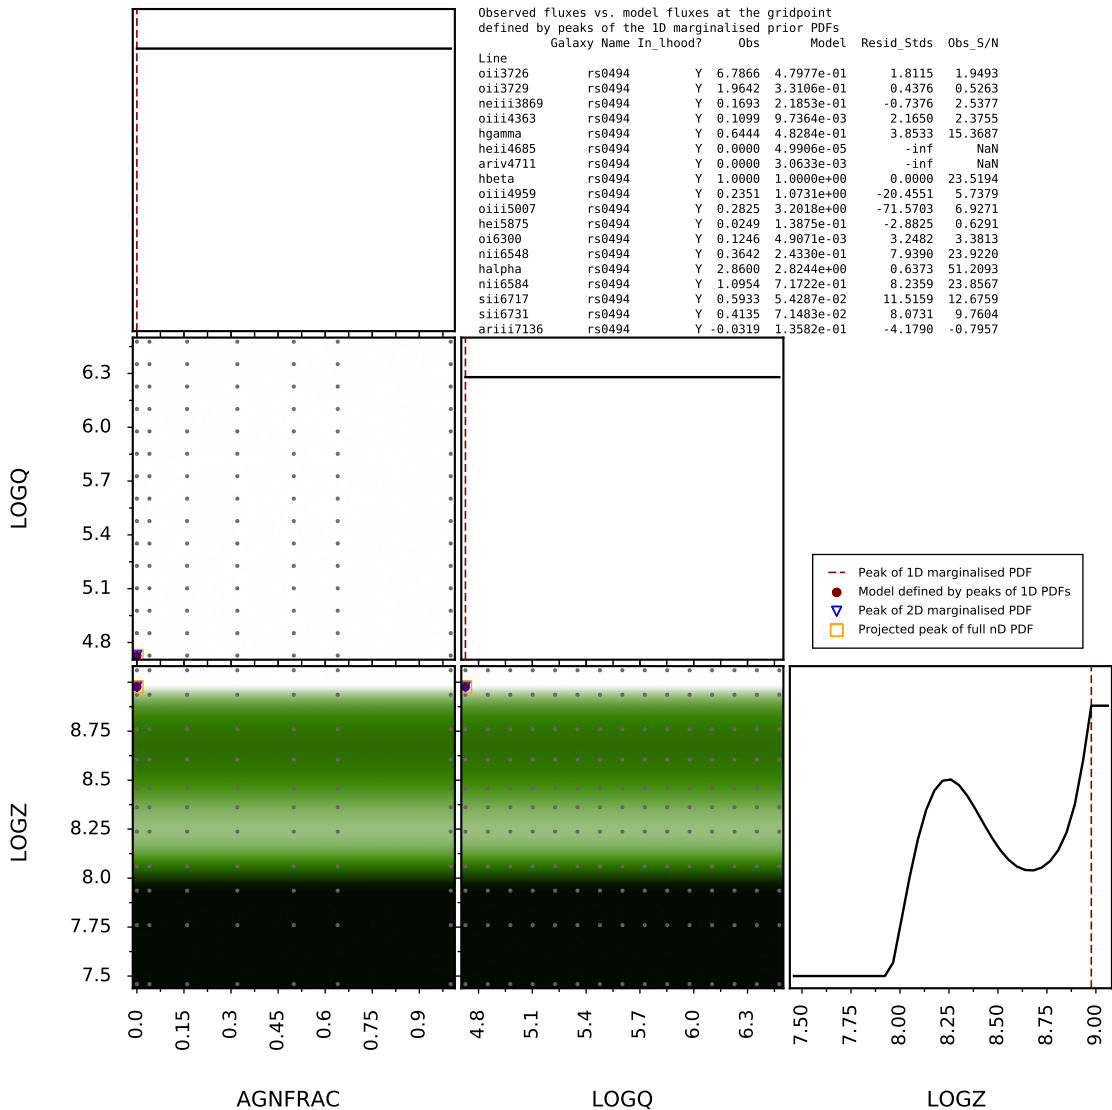 Observed fluxes vs. model fluxes at the gridpoint
defined by peaks of the 1D marginalised prior PDFs
Galaxy Name In_lhood? Obs Model Resid_Stds Obs_S/N
Line
oii3726 rs0494 Y 6.7866 4.7977e-01 1.8115 1.9493
oii3729 rs0494 Y 1.9642 3.3106e-01 0.4376 0.5263
neiii3869 rs0494 Y 0.1693 2.1853e-01 -0.7376 2.5377
oiii4363 rs0494 Y 0.1099 9.7364e-03 2.1650 2.3755
hgamma rs0494 Y 0.6444 4.8284e-01 3.8533 15.3687
heii4685 rs0494 Y 0.0000 4.9906e-05 -inf NaN
ariv4711 rs0494 Y 0.0000 3.0633e-03 -inf NaN
hbeta rs0494 Y 1.0000 1.0000e+00 0.0000 23.5194
oiii4959 rs0494 Y 0.2351 1.0731e+00 -20.4551 5.7379
oiii5007 rs0494 Y 0.2825 3.2018e+00 -71.5703 6.9271
hei5875 rs0494 Y 0.0249 1.3875e-01 -2.8825 0.6291
oi6300 rs0494 Y 0.1246 4.9071e-03 3.2482 3.3813
nii6548 rs0494 Y 0.3642 2.4330e-01 7.9390 23.9220
halpha rs0494 Y 2.8600 2.8244e+00 0.6373 51.2093
nii6584 rs0494 Y 1.0954 7.1722e-01 8.2359 23.8567
sii6717 rs0494 Y 0.5933 5.4287e-02 11.5159 12.6759
sii6731 rs0494 Y 0.4135 7.1483e-02 8.0731 9.7604
ariii7136 rs0494 Y -0.0319 1.3582e-01 -4.1790 -0.7957
6.3
6.0
5.7
5.4
5.1
4.8
LOGQ
Peak of 1D marginalised PDF
Model defined by peaks of 1D PDFs
Peak of 2D marginalised PDF
Projected peak of full nD PDF
8.75
8.5
8.25
8.0
7.75
7.5
LOGZ
0.0 0.15 0.3 0.45 0.6 0.75 0.9
4.8 5.1 5.4 5.7 6.0 6.3
7.50 7.75 8.00 8.25 8.50 8.75 9.00
AGNFRAC LOGQ LOGZ